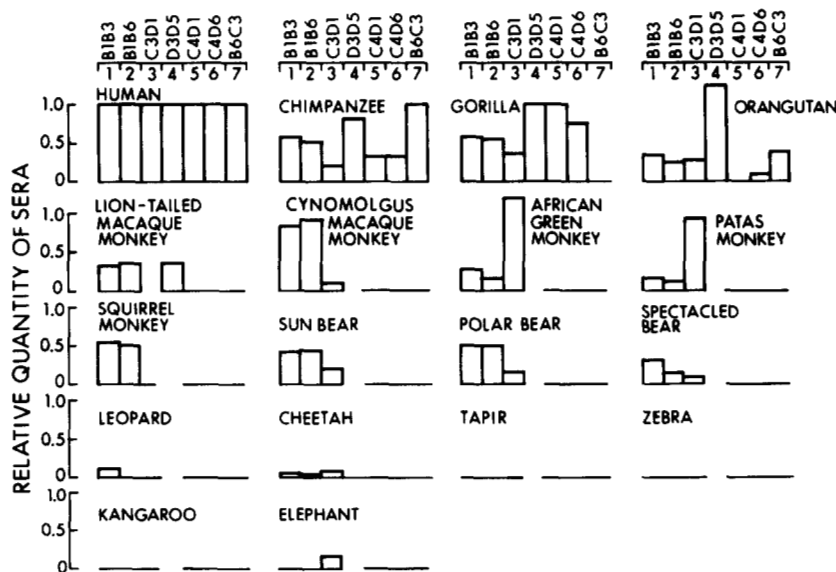 B1B3 B1B6 C3D1 D3D5 C4D1 C4D6 B6C3 B1B3 B1B6 C3D1 D3D5 C4D1 C4D6 B6C3 B1B3 B1B6 C3D1 D3D5 C4D1 C4D6 B6C3 B1B3 B1B6 C3D1 D3D5 C4D1 C4D6 B6C3
1 2 3 4 5 6 7 1 2 3 4 5 6 7 1 2 3 4 5 6 7 1 2 3 4 5 6 7
RELATIVE QUANTITY OF SERA
HUMAN
1.0
CHIMPANZEE
GORILLA
ORANGUTAN
0.5
0
LION-TAILED
MACAQUE
MONKEY
CYNOMOLGUS
MACAQUE
MONKEY
AFRICAN
GREEN
MONKEY
PATAS
MONKEY
1.0
0.5
0
SQUIRREL
MONKEY
SUN BEAR
POLAR BEAR
SPECTACLED
BEAR
1.0
0.5
0
1.0
LEOPARD
CHEETAH
TAPIR
ZEBRA
0.5
0
1.0
KANGAROO
ELEPHANT
0.5
0